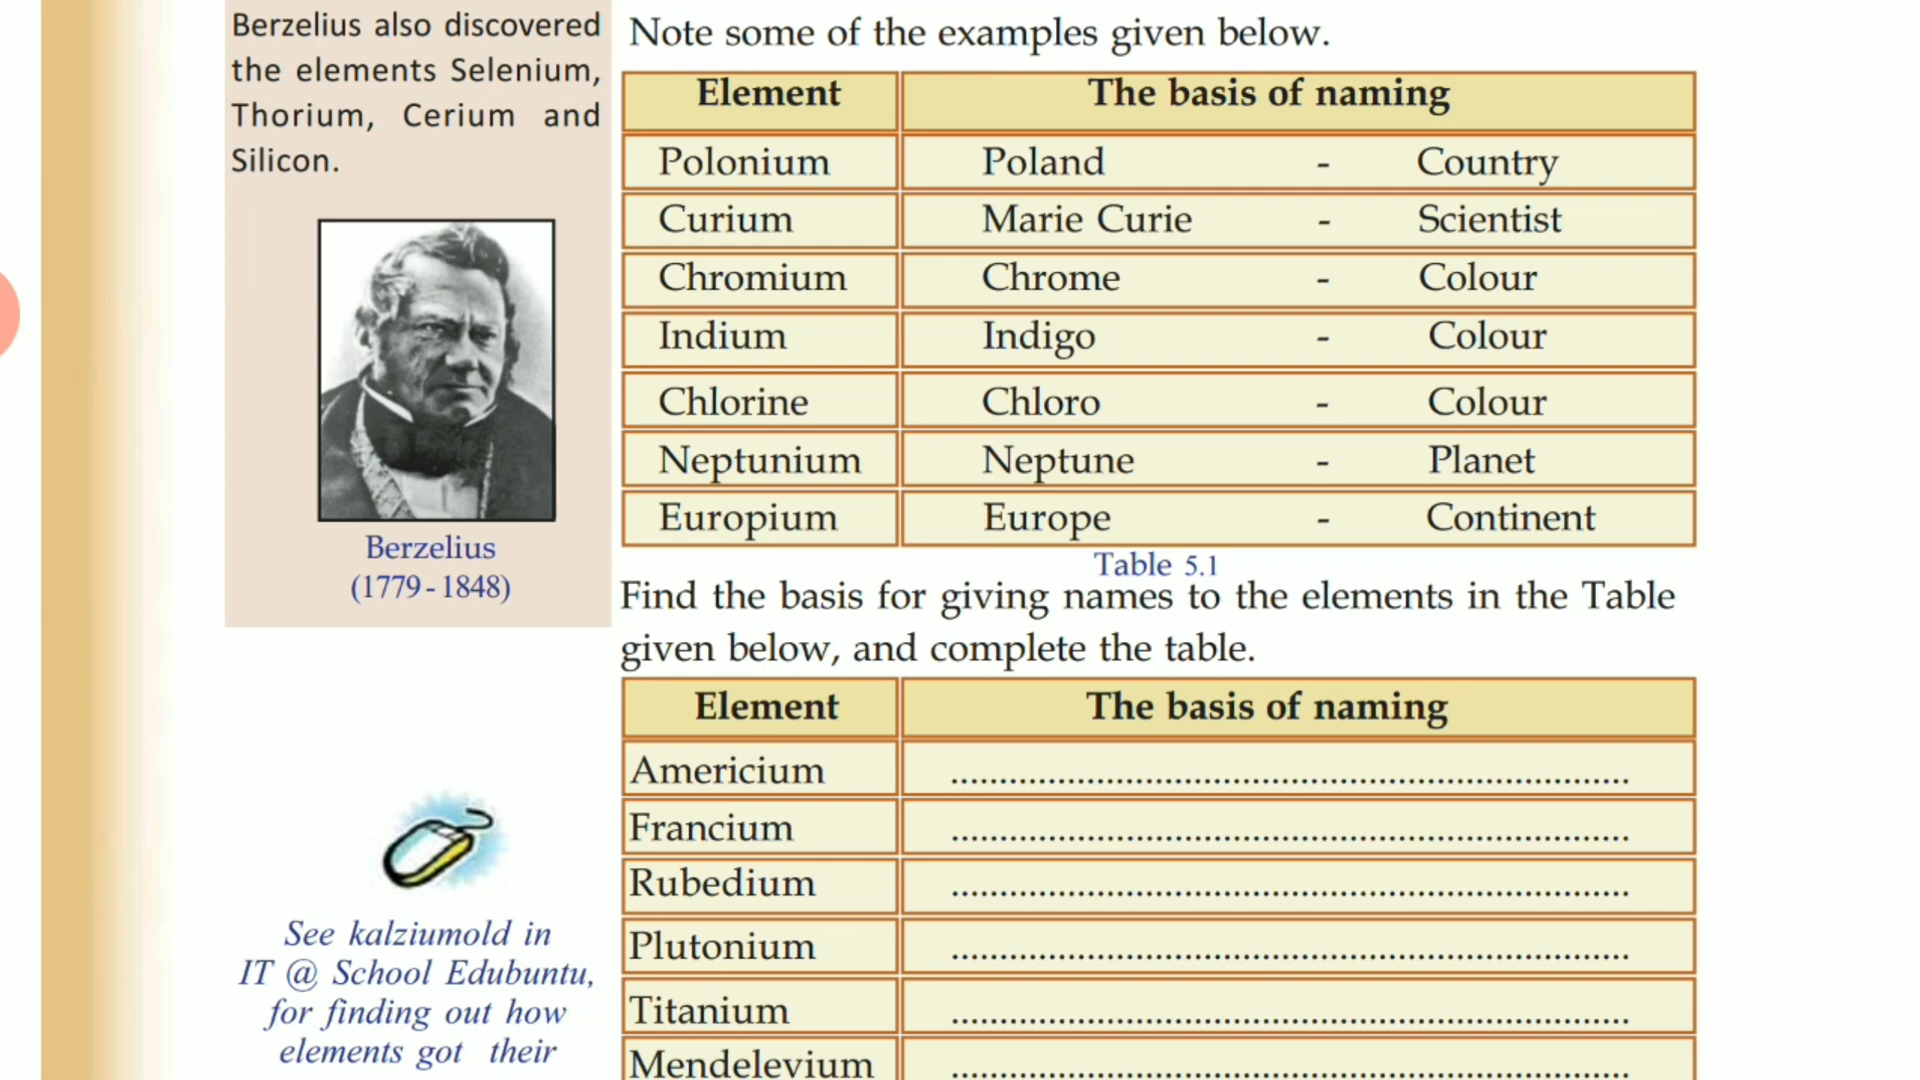 Berzelius also discovered
the elements Selenium,
Thorium, Cerium and
Silicon.
Berzelius
(1779-1848)
See kalziumold in
IT @ School Edubuntu,
for finding out how
elements got their
Note some of the examples given below.
Element The basis of naming
Polonium Poland - Country
Curium Marie Curie - Scientist
Chromium Chrome - Colour
Indium Indigo - Colour
Chlorine Chloro - Colour
Neptunium Neptune - Planet
Europium Europe - Continent
Table 5.1
Find the basis for giving names to the elements in the Table
given below, and complete the table.
Element The basis of naming
Americium ......................................................................
Francium ......................................................................
Rubedium ......................................................................
Plutonium ......................................................................
Titanium ......................................................................
Mendelevium ......................................................................